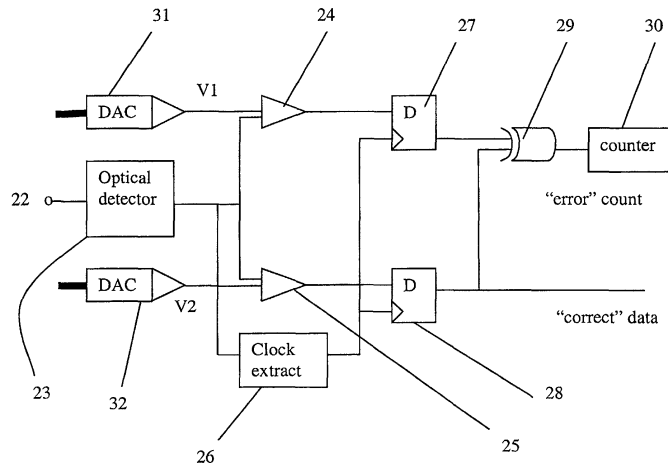 31
24
27
29
30
DAC
V1
D
counter
Optical
detector
22
"error" count
DAC
V2
D
"correct" data
Clock
extract
23
32
26
25
28